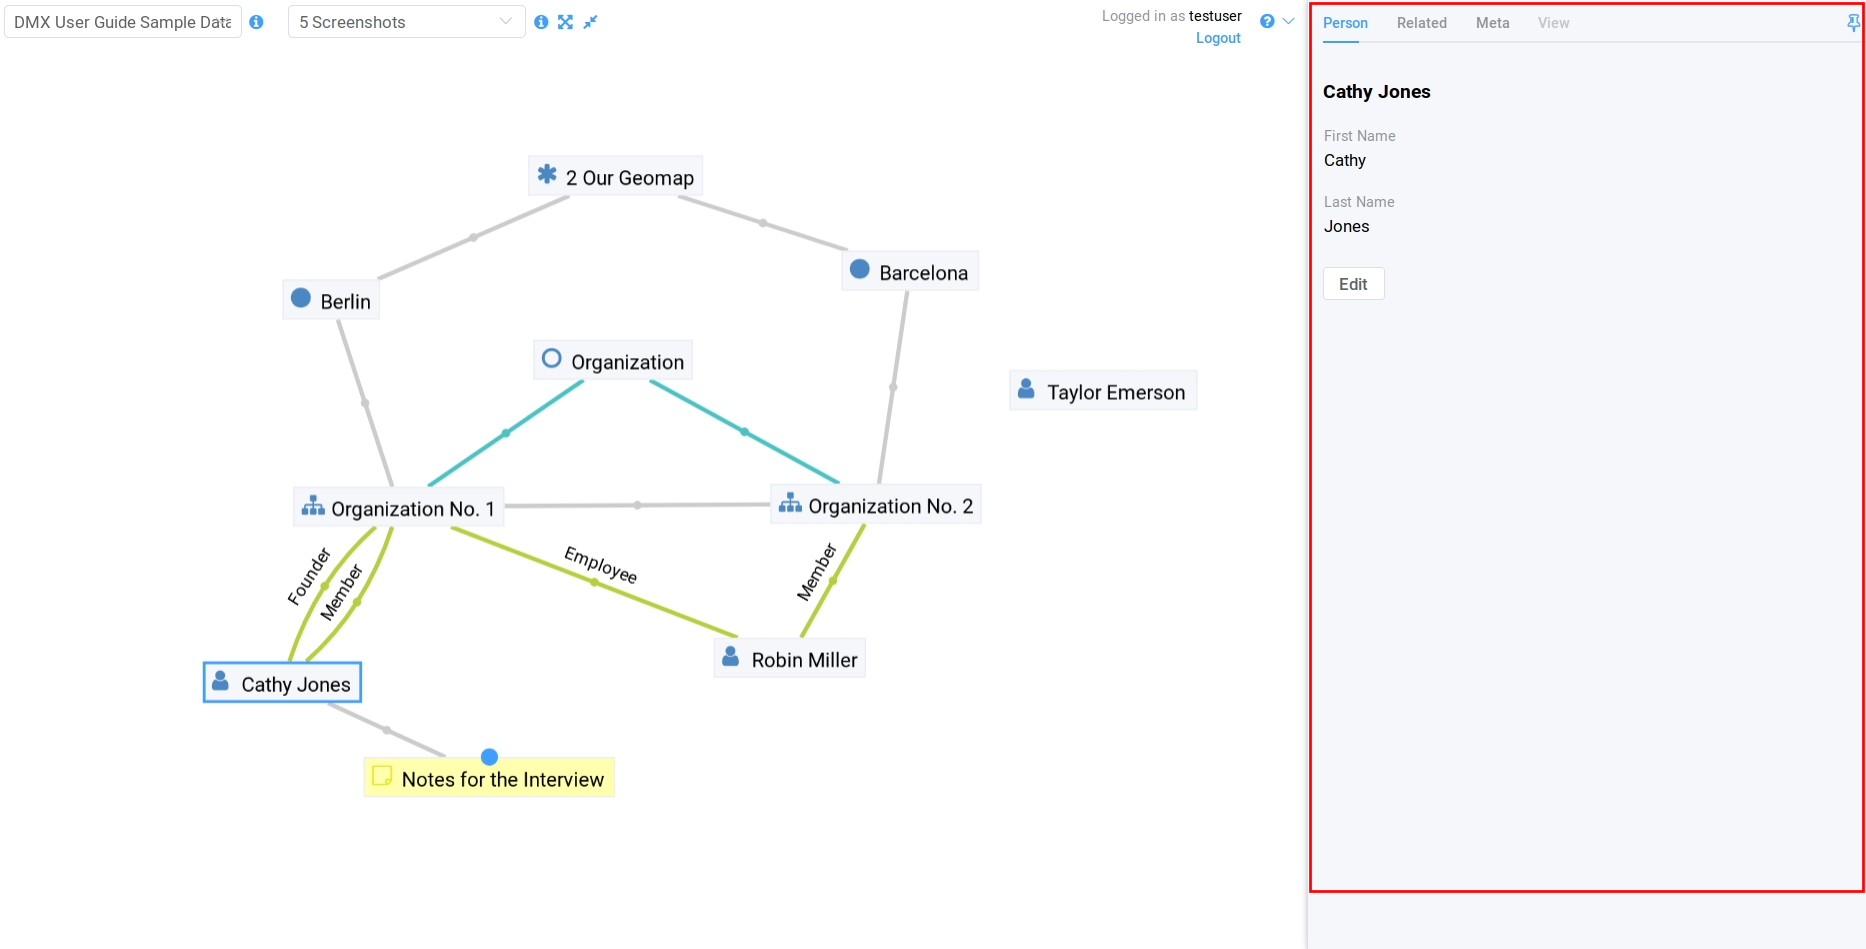 DMX User Guide Sample Data
5 Screenshots
Logged in as testuser
Logout
Person Related Meta View
Cathy Jones
First Name
Cathy
Last Name
Jones
Edit
2 Our Geomap
Barcelona
Berlin
Organization
Taylor Emerson
Organization No. 1
Organization No. 2
Founder
Member
Employee
Member
Robin Miller
Cathy Jones
Notes for the Interview